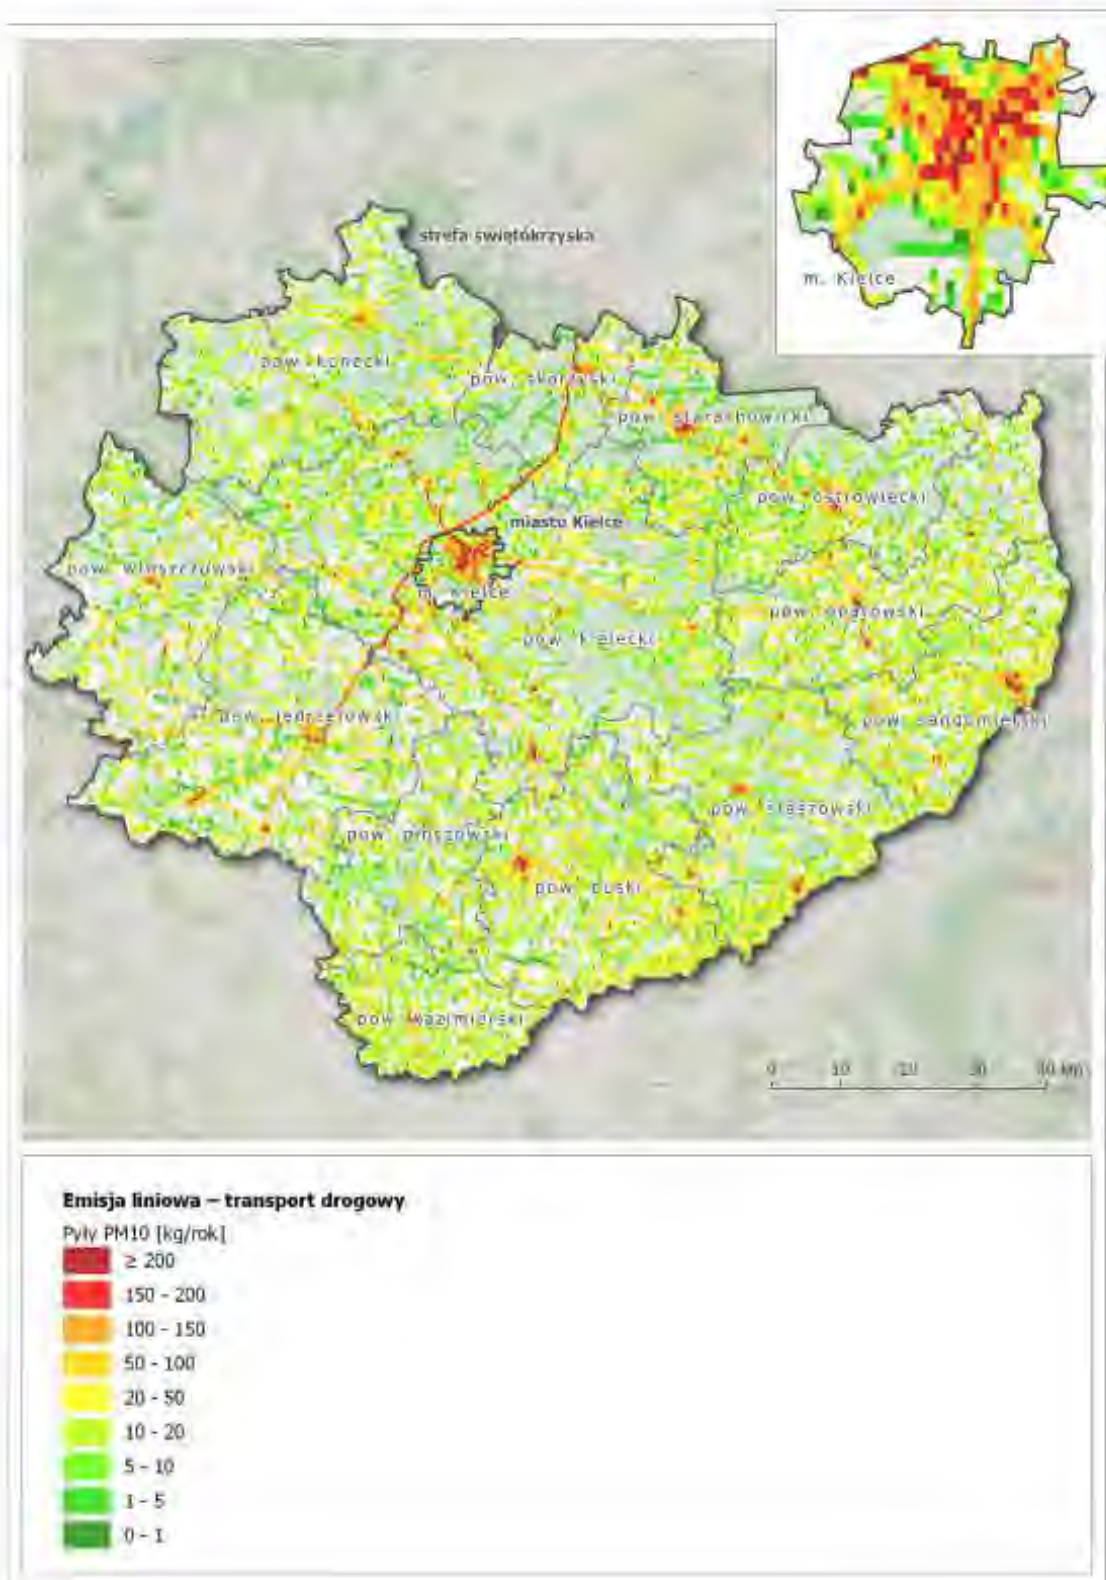 strefa świętokrzyska
m. Kielce
pow. konecki
pow. skarżyski
pow. starachowicki
pow. ostrowiecki
miasto Kielce
pow. włoszczowski
m. Kielce
pow. opatowski
pow. kielecki
pow. jędrzejowski
pow. sandomierski
pow. staszowski
pow. pińczowski
pow. buski
pow. kazimierski
0 10 20 30 40 km
Emisja liniowa – transport drogowy
Pyły PM10 [kg/rok]
≥ 200
150 - 200
100 - 150
50 - 100
20 - 50
10 - 20
5 - 10
1 - 5
0 - 1